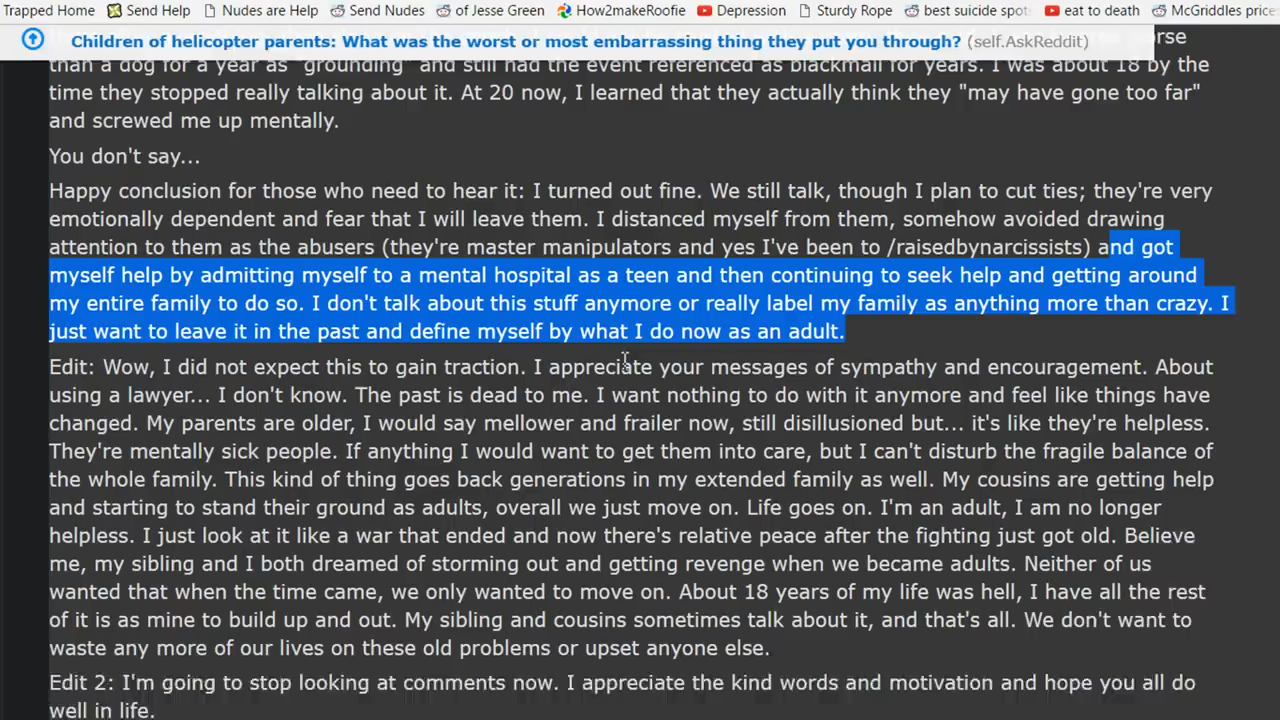 Trapped Home Send Help Nudes are Help Send Nudes of Jesse Green How2makeRoofie Depression Sturdy Rope best suicide spots eat to death McGriddles price
Children of helicopter parents: What was the worst or most embarrassing thing they put you through? (self.AskReddit)
than a dog for a year as "grounding" and still had the event referenced as blackmail for years. I was about 18 by the
time they stopped really talking about it. At 20 now, I learned that they actually think they "may have gone too far"
and screwed me up mentally.
You don't say...
Happy conclusion for those who need to hear it: I turned out fine. We still talk, though I plan to cut ties; they're very
emotionally dependent and fear that I will leave them. I distanced myself from them, somehow avoided drawing
attention to them as the abusers (they're master manipulators and yes I've been to /raisedbynarcissists) and got
myself help by admitting myself to a mental hospital as a teen and then continuing to seek help and getting around
my entire family to do so. I don't talk about this stuff anymore or really label my family as anything more than crazy. I
just want to leave it in the past and define myself by what I do now as an adult.
Edit: Wow, I did not expect this to gain traction. I appreciate your messages of sympathy and encouragement. About
using a lawyer... I don't know. The past is dead to me. I want nothing to do with it anymore and feel like things have
changed. My parents are older, I would say mellower and frailer now, still disillusioned but... it's like they're helpless.
They're mentally sick people. If anything I would want to get them into care, but I can't disturb the fragile balance of
the whole family. This kind of thing goes back generations in my extended family as well. My cousins are getting help
and starting to stand their ground as adults, overall we just move on. Life goes on. I'm an adult, I am no longer
helpless. I just look at it like a war that ended and now there's relative peace after the fighting just got old. Believe
me, my sibling and I both dreamed of storming out and getting revenge when we became adults. Neither of us
wanted that when the time came, we only wanted to move on. About 18 years of my life was hell, I have all the rest
of it is as mine to build up and out. My sibling and cousins sometimes talk about it, and that's all. We don't want to
waste any more of our lives on these old problems or upset anyone else.
Edit 2: I'm going to stop looking at comments now. I appreciate the kind words and motivation and hope you all do
well in life.